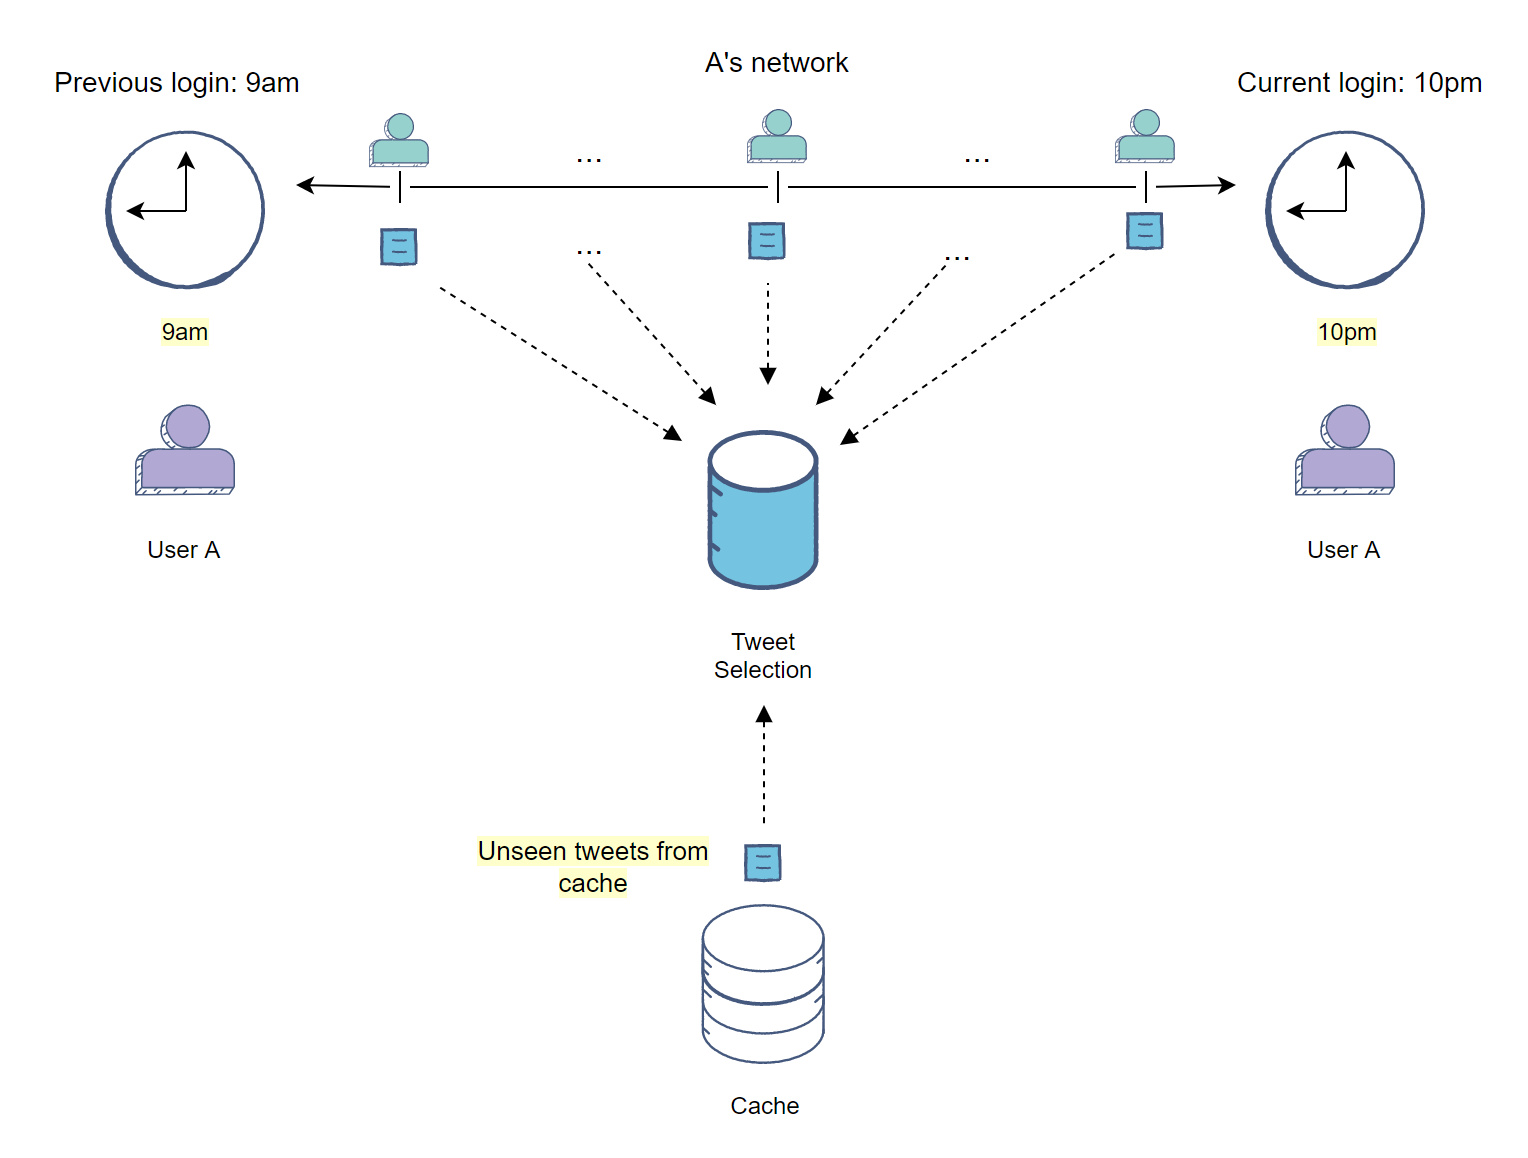 A's network
Previous login: 9am
Current login: 10pm
...
...
...
...
9am
10pm
User A
User A
Tweet
Selection
Unseen tweets from
cache
Cache